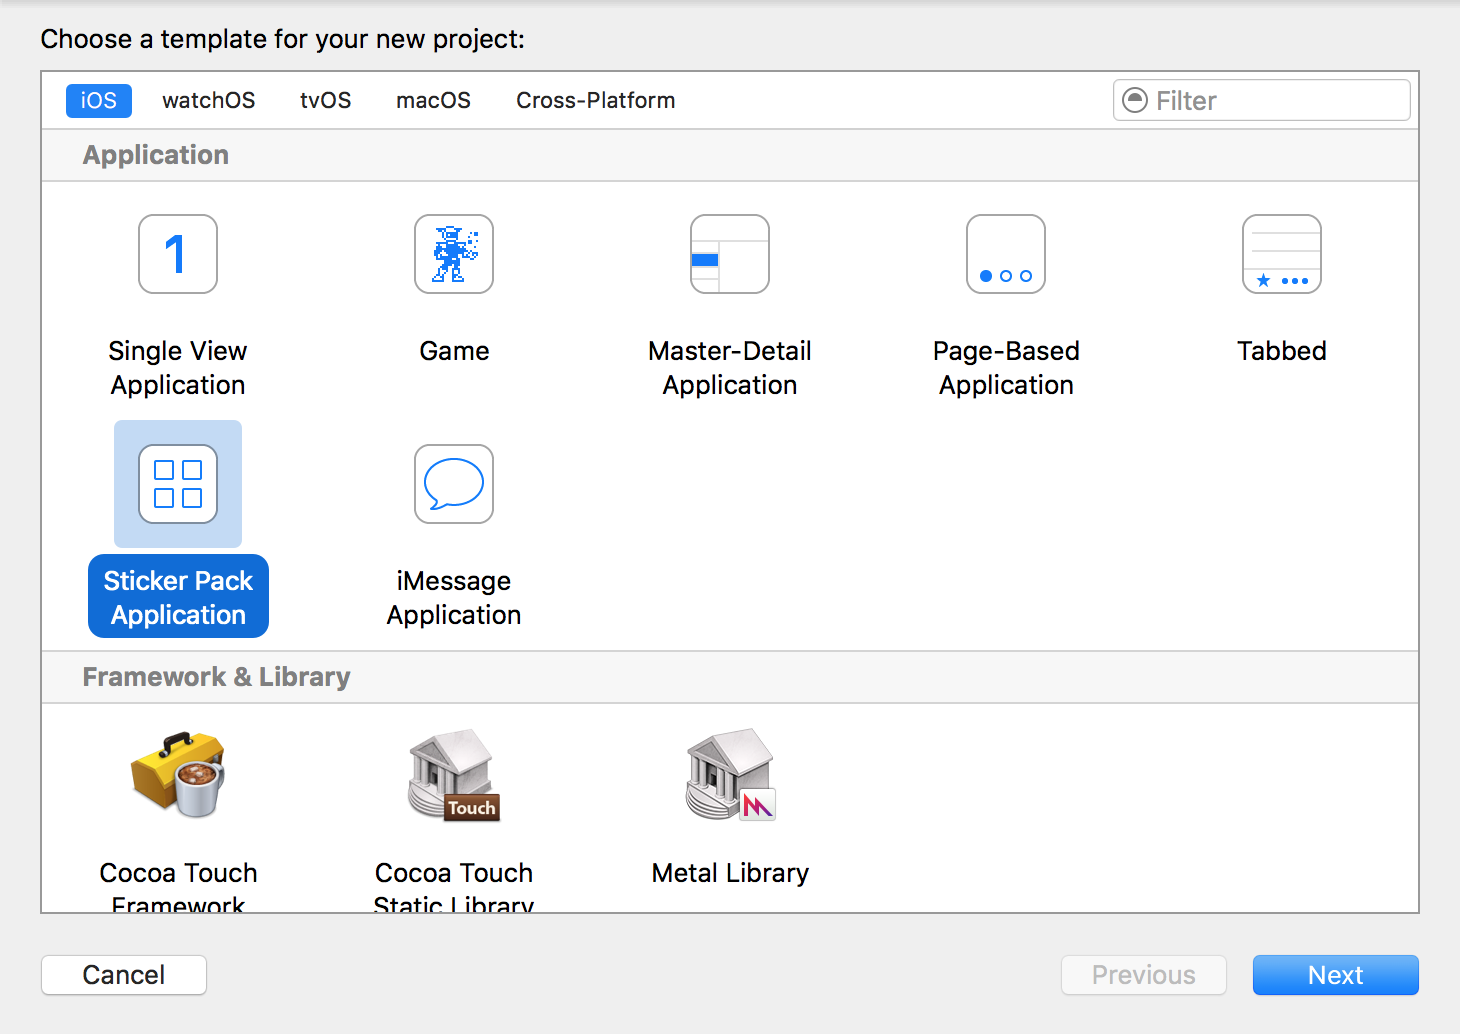 Choose a template for your new project:
iOS watchOS tvOS macOS Cross-Platform Filter
Application
1
Single View
Application
Game
Master-Detail
Application
Page-Based
Application
Tabbed
Sticker Pack
Application
iMessage
Application
Framework & Library
Touch
Cocoa Touch
Framework
Cocoa Touch
Static Library
Metal Library
Cancel Previous Next